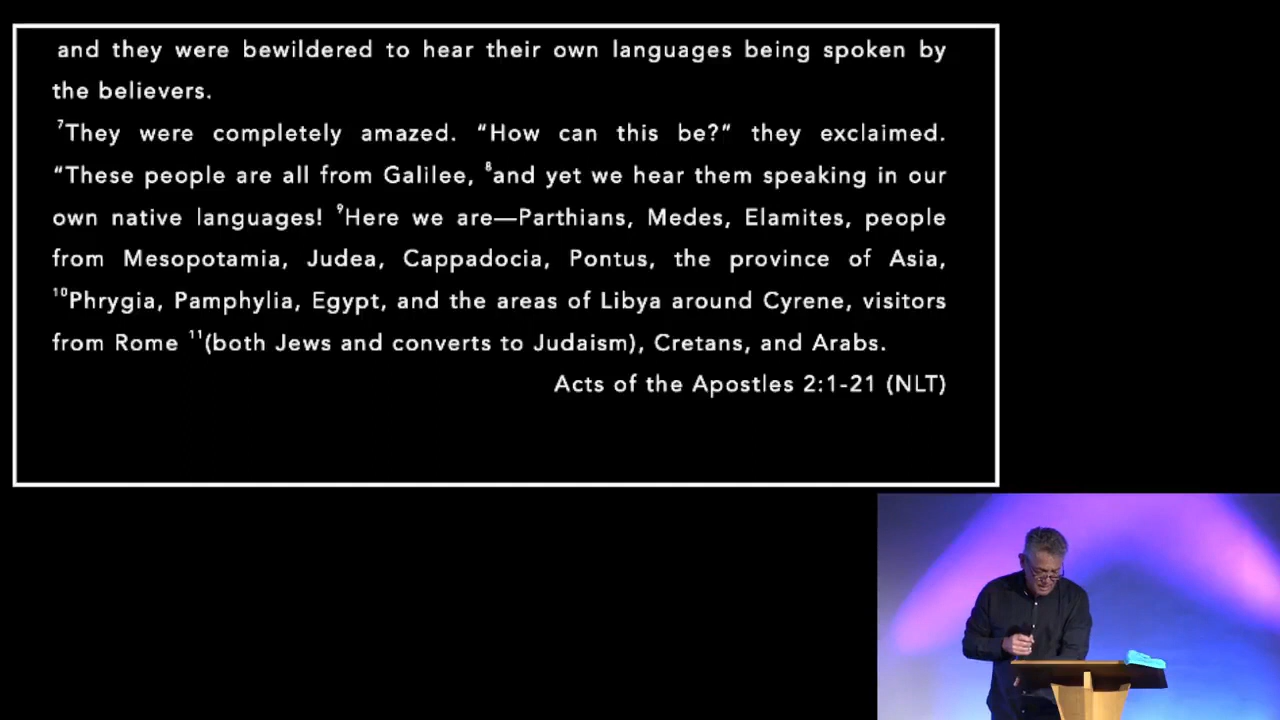 and they were bewildered to hear their own languages being spoken by
the believers.
⁷They were completely amazed. “How can this be?” they exclaimed.
“These people are all from Galilee, ⁸and yet we hear them speaking in our
own native languages! ⁹Here we are—Parthians, Medes, Elamites, people
from Mesopotamia, Judea, Cappadocia, Pontus, the province of Asia,
¹⁰Phrygia, Pamphylia, Egypt, and the areas of Libya around Cyrene, visitors
from Rome ¹¹(both Jews and converts to Judaism), Cretans, and Arabs.
Acts of the Apostles 2:1-21 (NLT)